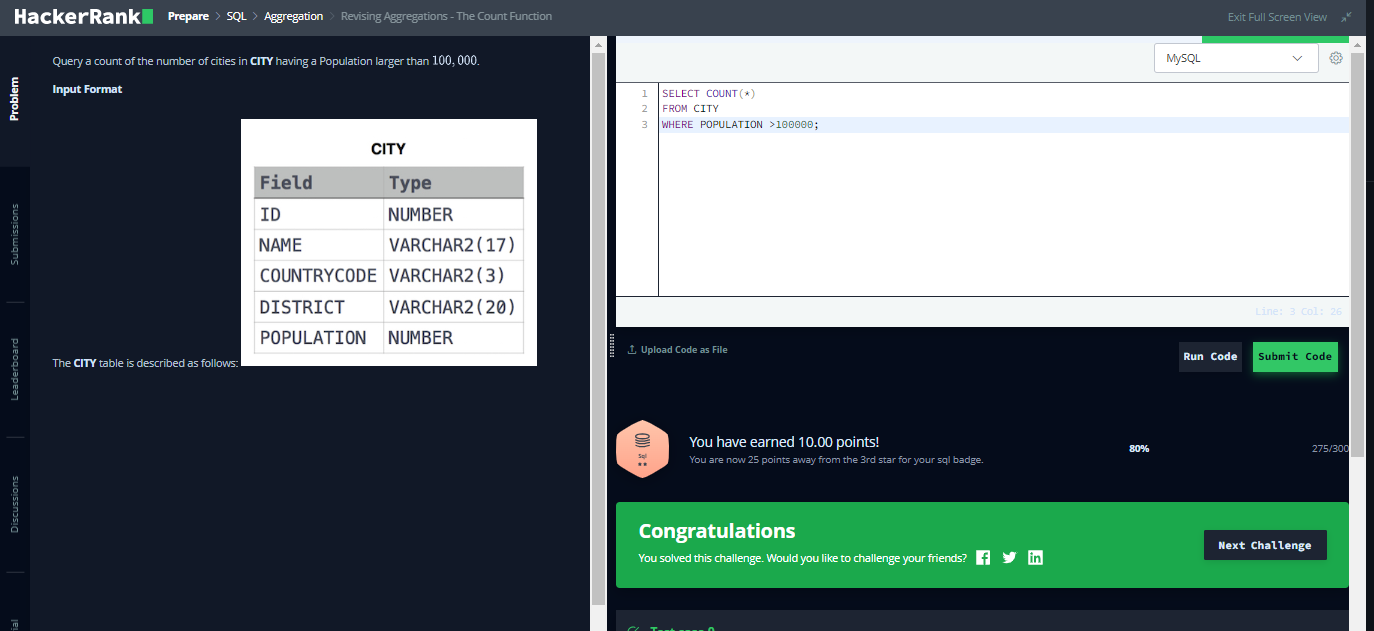 HackerRank
Prepare > SQL > Aggregation > Revising Aggregations - The Count Function
Exit Full Screen View
Problem
Submissions
Leaderboard
Discussions
Query a count of the number of cities in CITY having a Population larger than 100,000.
Input Format
CITY
Field Type
ID NUMBER
NAME VARCHAR2(17)
COUNTRYCODE VARCHAR2(3)
DISTRICT VARCHAR2(20)
POPULATION NUMBER
The CITY table is described as follows:
MySQL
1 SELECT COUNT(*)
2 FROM CITY
3 WHERE POPULATION >100000;
Line: 3 Col: 26
Upload Code as File
Run Code
Submit Code
Sql
You have earned 10.00 points!
You are now 25 points away from the 3rd star for your sql badge.
80%
275/300
Congratulations
You solved this challenge. Would you like to challenge your friends?
Next Challenge
Test case 0